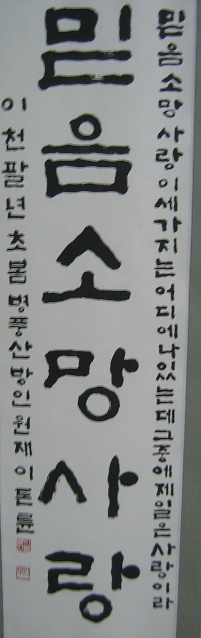 믿음소망사랑이세가지는어디에나있는데그중에제일은사랑이라
믿음소망사랑
이천팔년초봄병풍산방인원재이